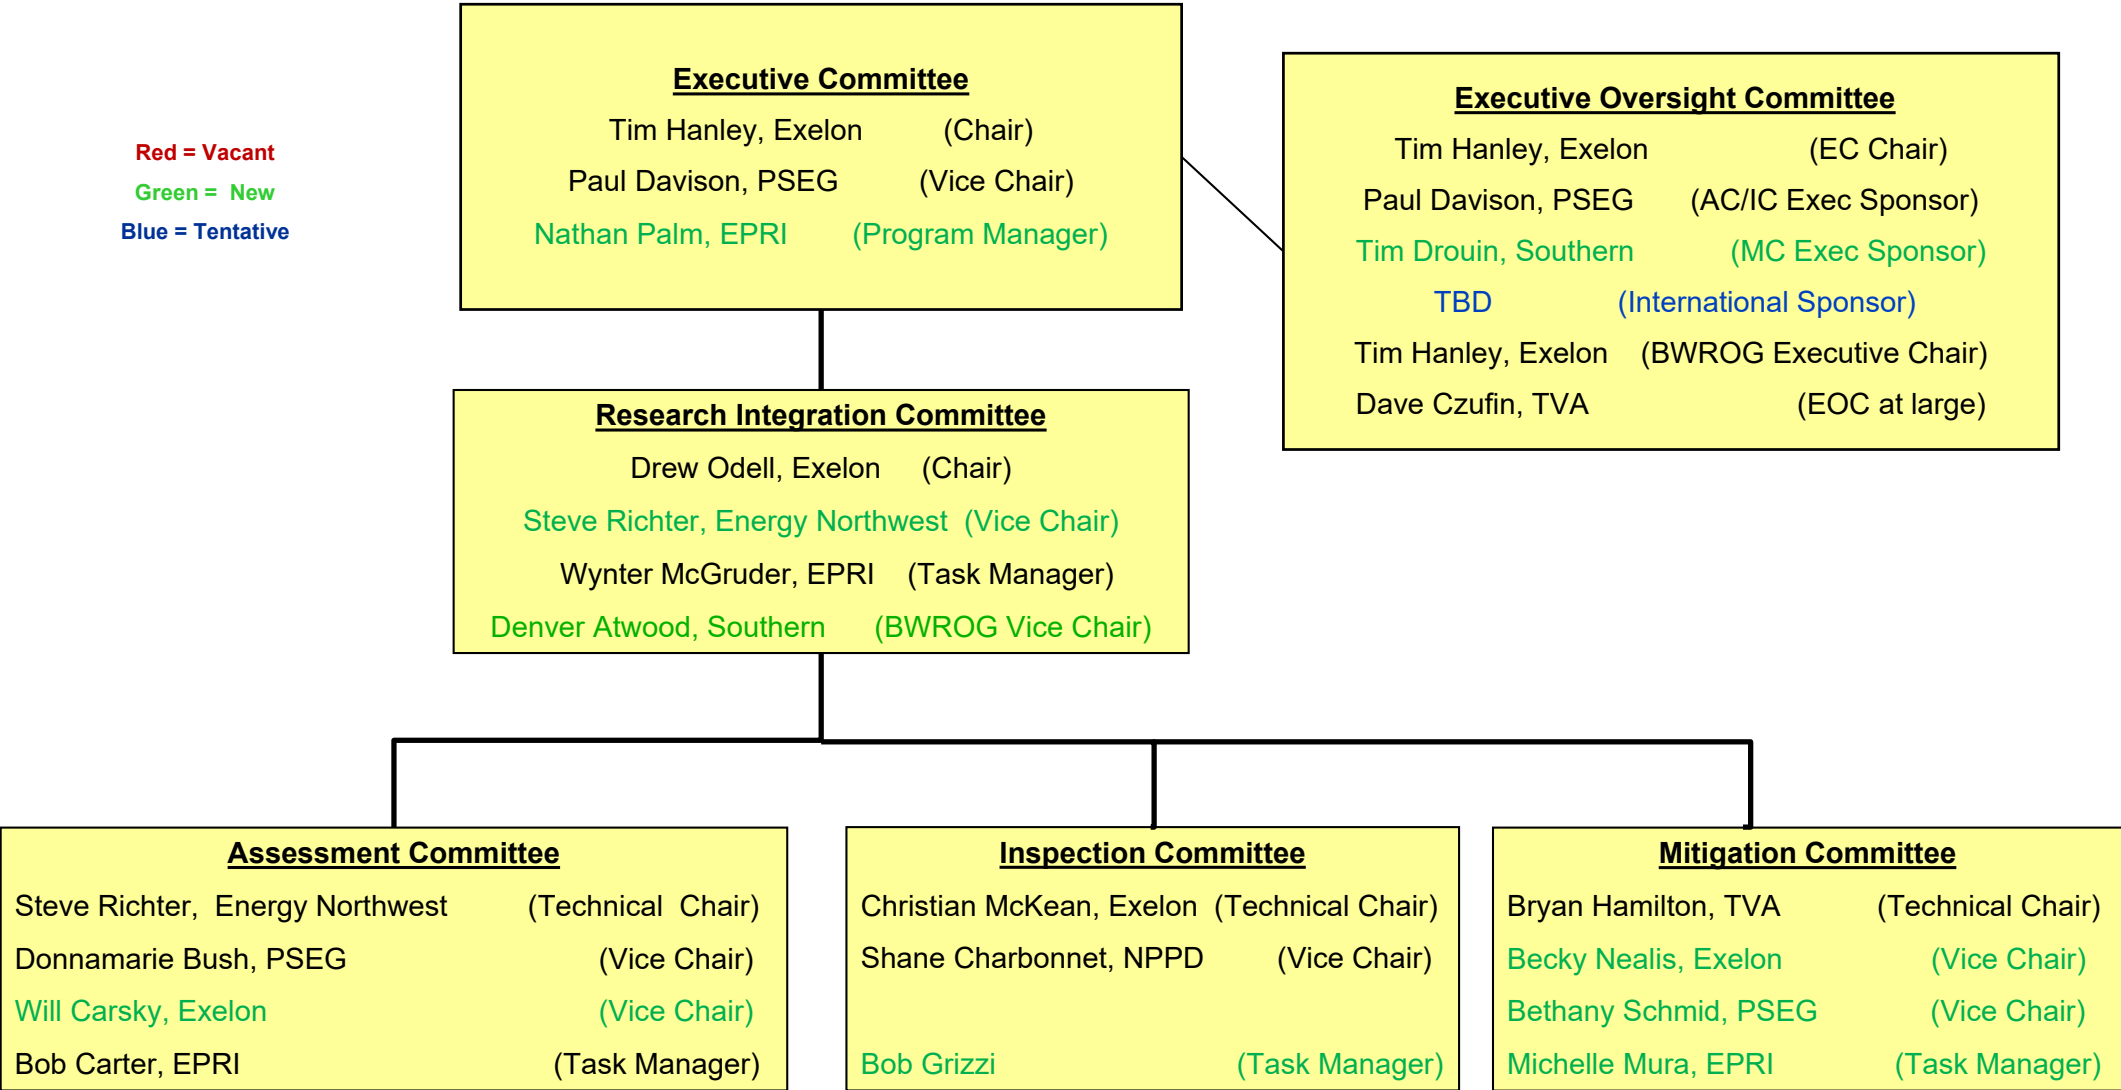 Red = Vacant
Green = New
Blue = Tentative
Executive Committee
Tim Hanley, Exelon (Chair)
Paul Davison, PSEG (Vice Chair)
Nathan Palm, EPRI (Program Manager)
Executive Oversight Committee
Tim Hanley, Exelon (EC Chair)
Paul Davison, PSEG (AC/IC Exec Sponsor)
Tim Drouin, Southern (MC Exec Sponsor)
TBD (International Sponsor)
Tim Hanley, Exelon (BWROG Executive Chair)
Dave Czufin, TVA (EOC at large)
Research Integration Committee
Drew Odell, Exelon (Chair)
Steve Richter, Energy Northwest (Vice Chair)
Wynter McGruder, EPRI (Task Manager)
Denver Atwood, Southern (BWROG Vice Chair)
Assessment Committee
Steve Richter, Energy Northwest (Technical Chair)
Donnamarie Bush, PSEG (Vice Chair)
Will Carsky, Exelon (Vice Chair)
Bob Carter, EPRI (Task Manager)
Inspection Committee
Christian McKean, Exelon (Technical Chair)
Shane Charbonnet, NPPD (Vice Chair)
Bob Grizzi (Task Manager)
Mitigation Committee
Bryan Hamilton, TVA (Technical Chair)
Becky Nealis, Exelon (Vice Chair)
Bethany Schmid, PSEG (Vice Chair)
Michelle Mura, EPRI (Task Manager)